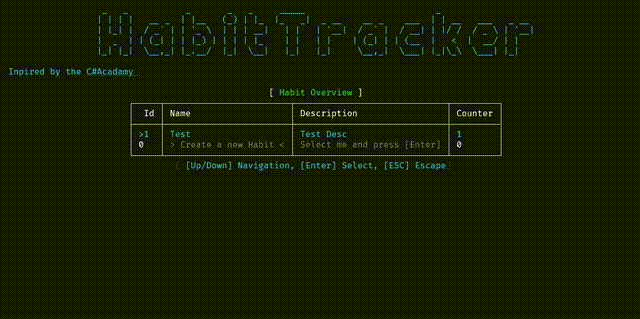 HabitTracker
Inpired by the C#Acadamy
[ Habit Overview ]
Id Name Description Counter
>1 Test Test Desc 1
0 > Create a new Habit < Select me and press [Enter] 0
[Up/Down] Navigation, [Enter] Select, [ESC] Escape